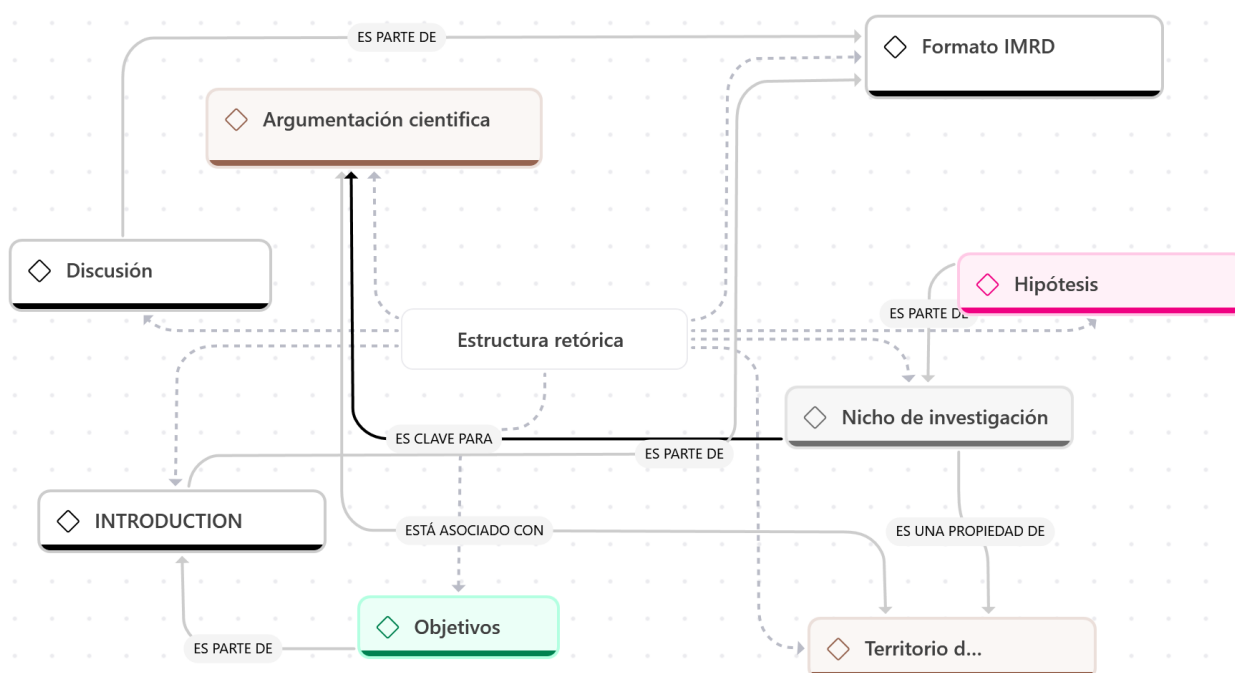 ES PARTE DE
Formato IMRD
Argumentación cientifica
Discusión
Hipótesis
ES PARTE DE
Estructura retórica
Nicho de investigación
ES CLAVE PARA
ES PARTE DE
INTRODUCTION
ESTÁ ASOCIADO CON
ES UNA PROPIEDAD DE
Objetivos
ES PARTE DE
Territorio d...